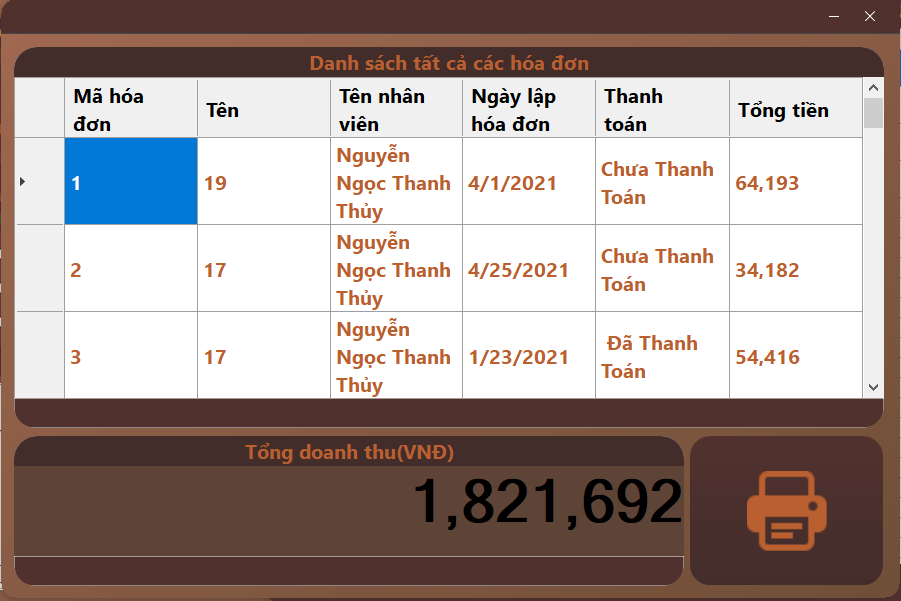 Danh sách tất cả các hóa đơn
Mã hóa đơn
Tên
Tên nhân viên
Ngày lập hóa đơn
Thanh toán
Tổng tiền
1
19
Nguyễn Ngọc Thanh Thủy
4/1/2021
Chưa Thanh Toán
64,193
2
17
Nguyễn Ngọc Thanh Thủy
4/25/2021
Chưa Thanh Toán
34,182
3
17
Nguyễn Ngọc Thanh Thủy
1/23/2021
Đã Thanh Toán
54,416
Tổng doanh thu(VNĐ)
1,821,692